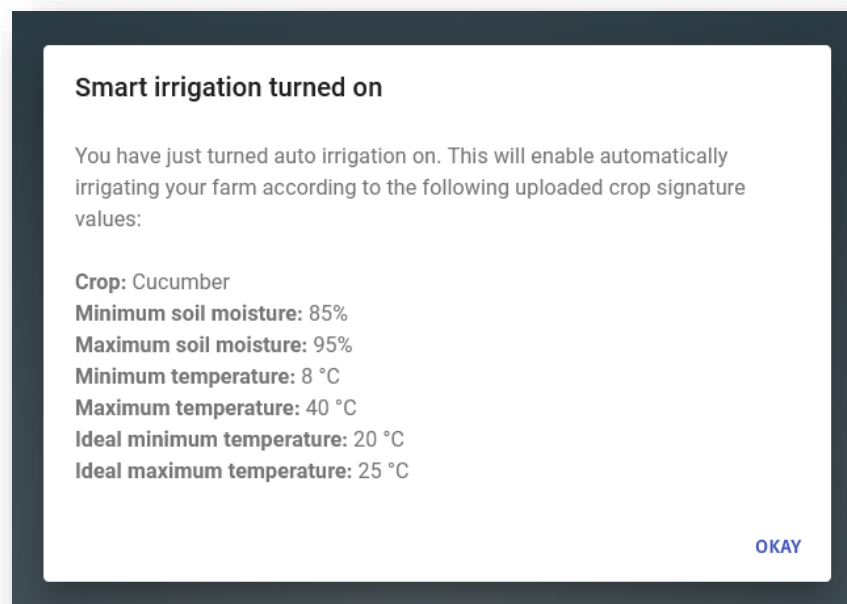 Smart irrigation turned on
You have just turned auto irrigation on. This will enable automatically
irrigating your farm according to the following uploaded crop signature
values:
Crop: Cucumber
Minimum soil moisture: 85%
Maximum soil moisture: 95%
Minimum temperature: 8 °C
Maximum temperature: 40 °C
Ideal minimum temperature: 20 °C
Ideal maximum temperature: 25 °C
OKAY